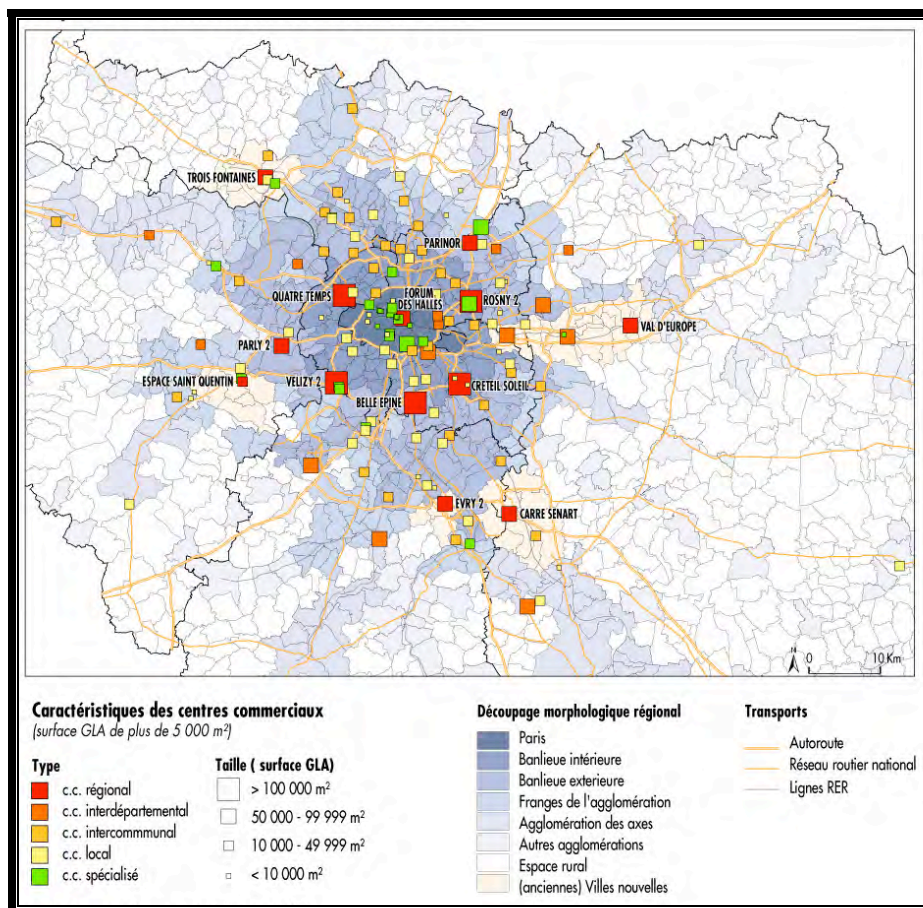 TROIS FONTAINES
PARINOR
QUATRE TEMPS
FORUM
DES HALLES
ROSNY 2
VAL D'EUROPE
PARLY 2
ESPACE SAINT QUENTIN
VELIZY 2
CRETEIL SOLEIL
BELLE EPINE
EVRY 2
CARRE SENART
N
0 10 Km
Caractéristiques des centres commerciaux
(surface GLA de plus de 5 000 m²)
Type
c.c. régional
c.c. interdépartemental
c.c. intercommmunal
c.c. local
c.c. spécialisé
Taille ( surface GLA)
> 100 000 m²
50 000 - 99 999 m²
10 000 - 49 999 m²
< 10 000 m²
Découpage morphologique régional
Paris
Banlieue intérieure
Banlieue exterieure
Franges de l'agglomération
Agglomération des axes
Autres agglomérations
Espace rural
(anciennes) Villes nouvelles
Transports
Autoroute
Réseau routier national
Lignes RER